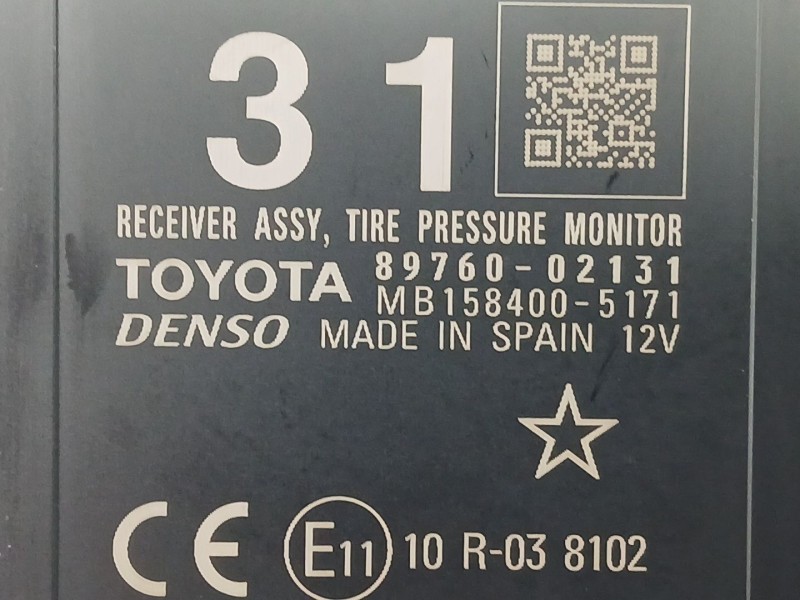 31
RECEIVER ASSY, TIRE PRESSURE MONITOR
TOYOTA 89760-02131
MB158400-5171
DENSO MADE IN SPAIN 12V
CE E11 10 R-03 8102